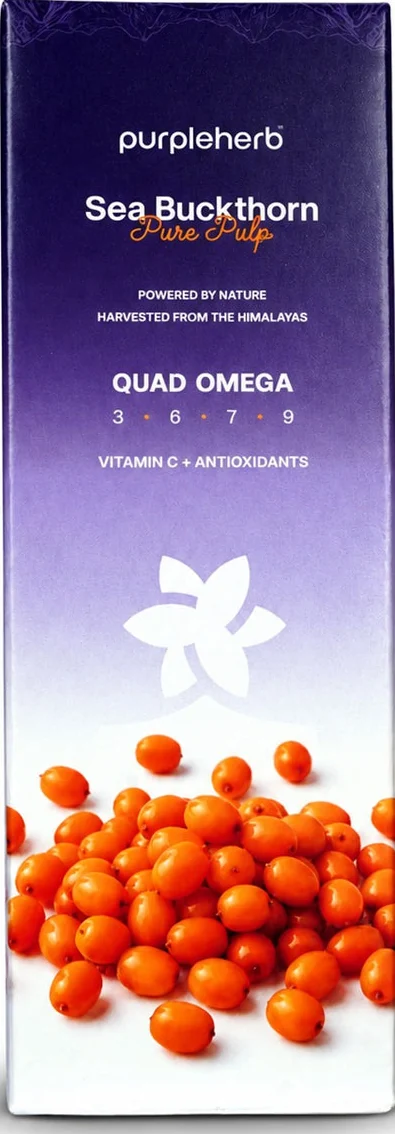 purpleherb
Sea Buckthorn
Pure Pulp
POWERED BY NATURE
HARVESTED FROM THE HIMALAYAS
QUAD OMEGA
3 • 6 • 7 • 9
VITAMIN C + ANTIOXIDANTS